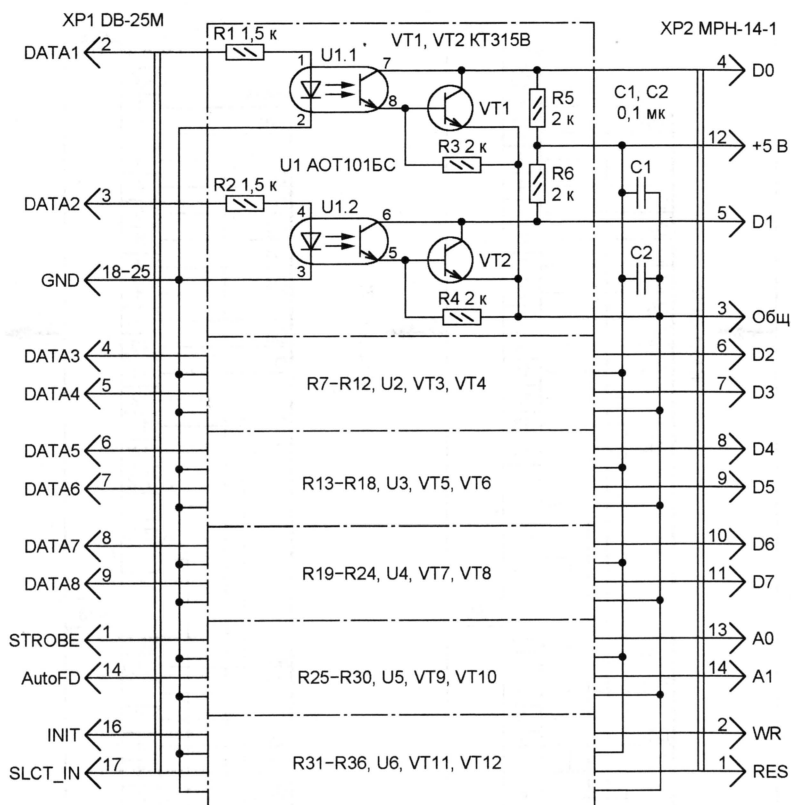 XP1 DB-25M
XP2 МРН-14-1
VT1, VT2 КТ315В
DATA1 2
R1 1,5 к
1
U1.1
7
8
2
VT1
R3 2 к
R5 2 к
C1, C2
0,1 мк
4 D0
12 +5 В
U1 АОТ101БС
R6 2 к
C1
DATA2 3
R2 1,5 к
4
U1.2
6
5
3
VT2
R4 2 к
C2
5 D1
GND 18–25
3 Общ
DATA3 4
6 D2
R7–R12, U2, VT3, VT4
DATA4 5
7 D3
DATA5 6
8 D4
R13–R18, U3, VT5, VT6
DATA6 7
9 D5
DATA7 8
10 D6
R19–R24, U4, VT7, VT8
DATA8 9
11 D7
STROBE 1
13 A0
R25–R30, U5, VT9, VT10
AutoFD 14
14 A1
INIT 16
2 WR
R31–R36, U6, VT11, VT12
SLCT_IN 17
1 RES